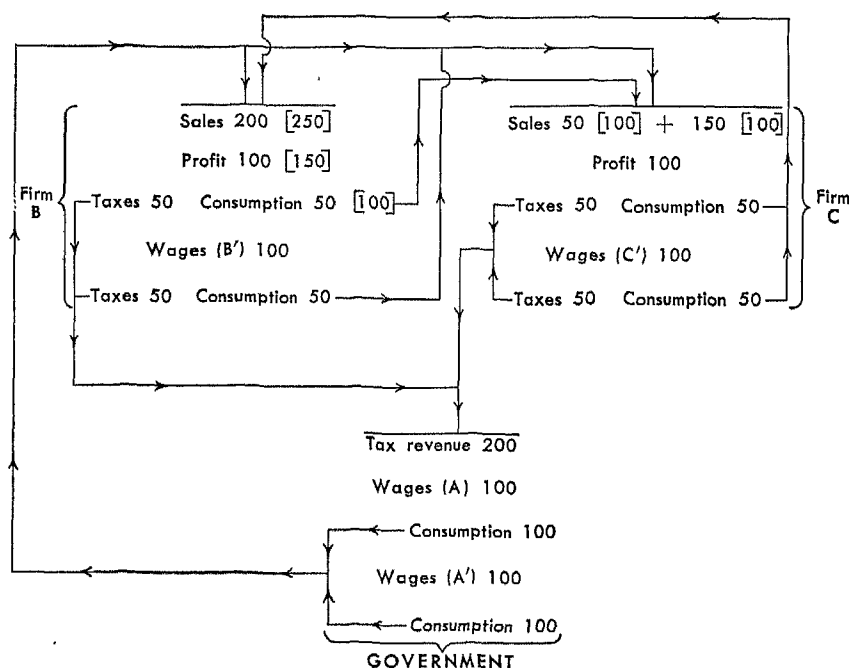 Sales 200 [250]
Profit 100 [150]
Taxes 50 Consumption 50 [100]
Wages (B') 100
Taxes 50 Consumption 50
Firm
B
Sales 50 [100] + 150 [100]
Profit 100
Taxes 50 Consumption 50
Wages (C') 100
Taxes 50 Consumption 50
Firm
C
Tax revenue 200
Wages (A) 100
Consumption 100
Wages (A') 100
Consumption 100
GOVERNMENT